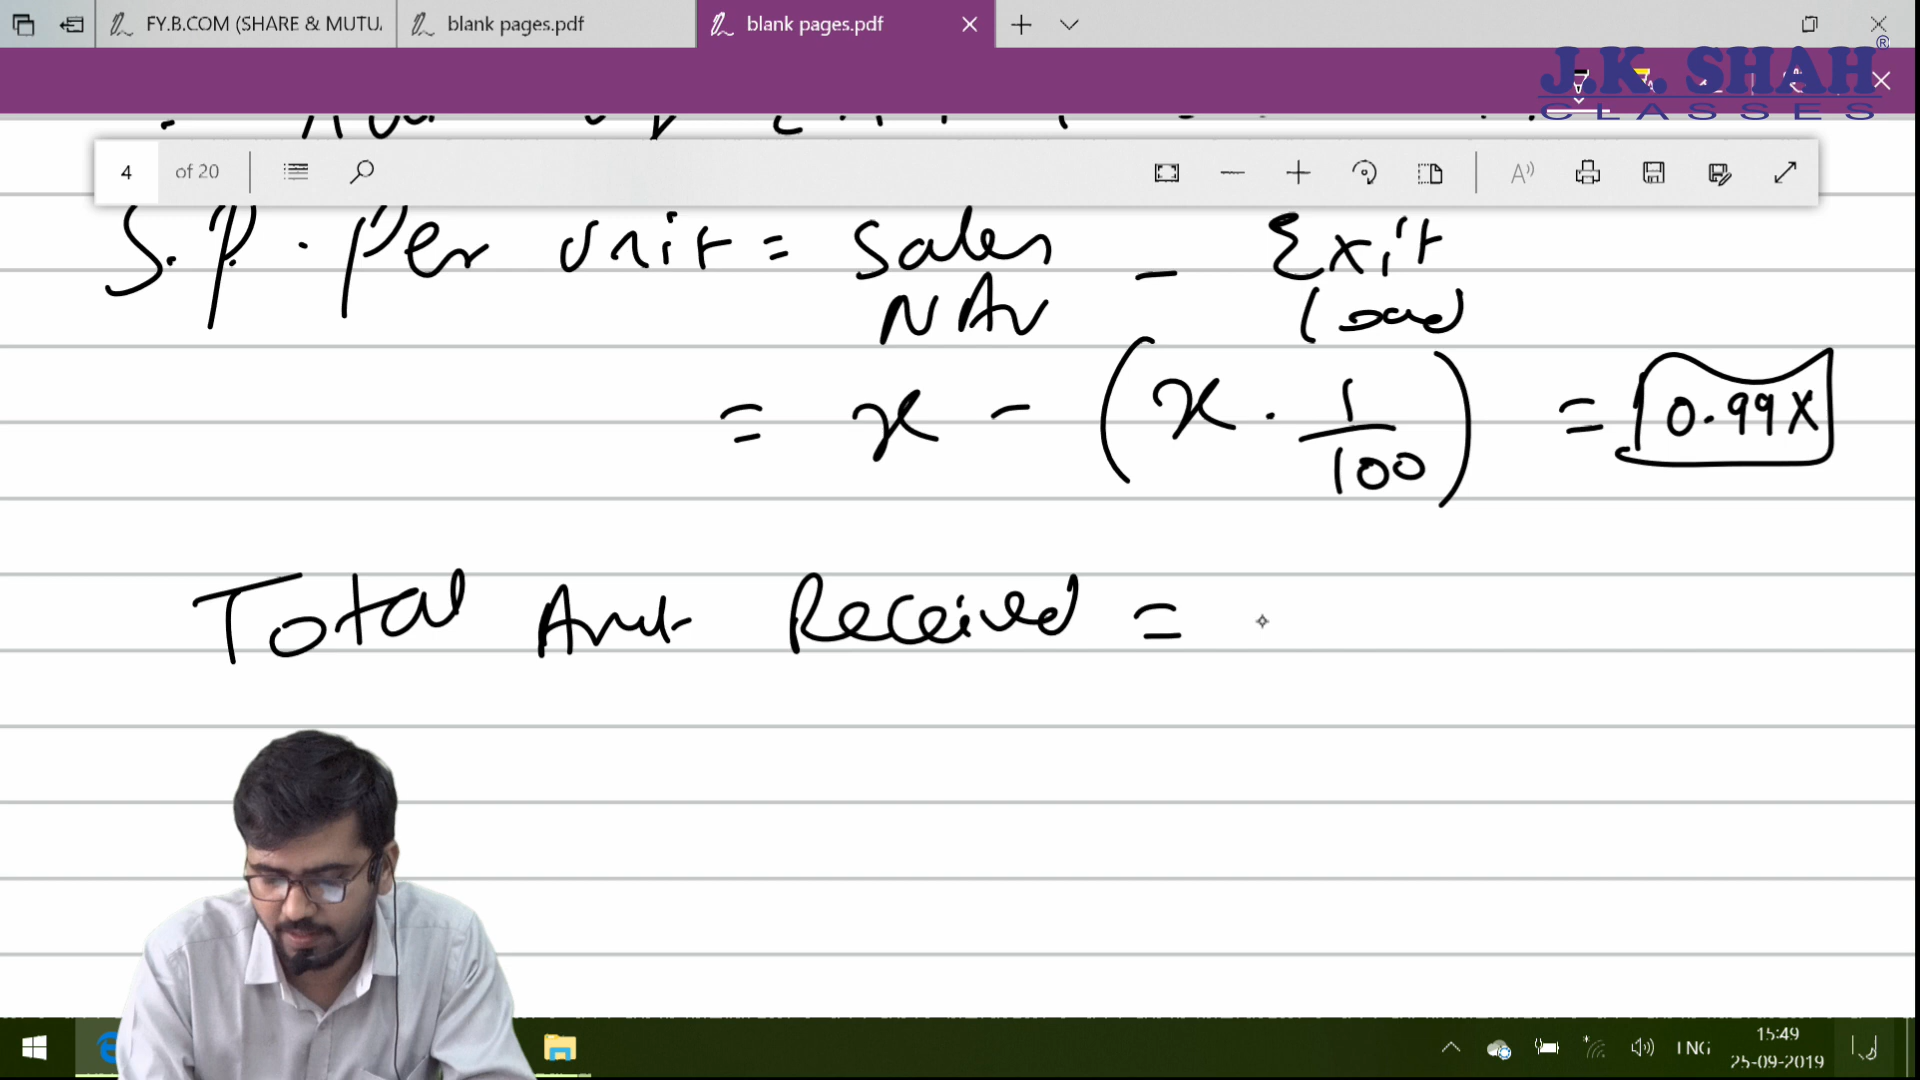 FY.B.COM (SHARE & MUTU
blank pages.pdf
blank pages.pdf
J.K. SHAH®
CLASSES
4 of 20
S.P. Per unit = Sales NAV - Exit load
= x - (x · 1/100) = 0.99x
Total Amt Received =
ENG
15:49
25-09-2019